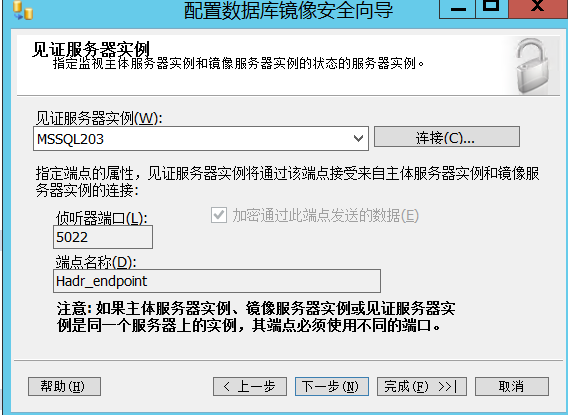 配置数据库镜像安全向导
见证服务器实例
指定监视主体服务器实例和镜像服务器实例的状态的服务器实例。
见证服务器实例(W):
MSSQL203
连接(C)...
指定端点的属性，见证服务器实例将通过该端点接受来自主体服务器实例和镜像服
务器实例的连接:
侦听器端口(L):
加密通过此端点发送的数据(E)
5022
端点名称(D):
Hadr_endpoint
注意: 如果主体服务器实例、镜像服务器实例或见证服务器实
例是同一个服务器上的实例，其端点必须使用不同的端口。
帮助(H)
< 上一步
下一步(N)
完成(F) >>|
取消